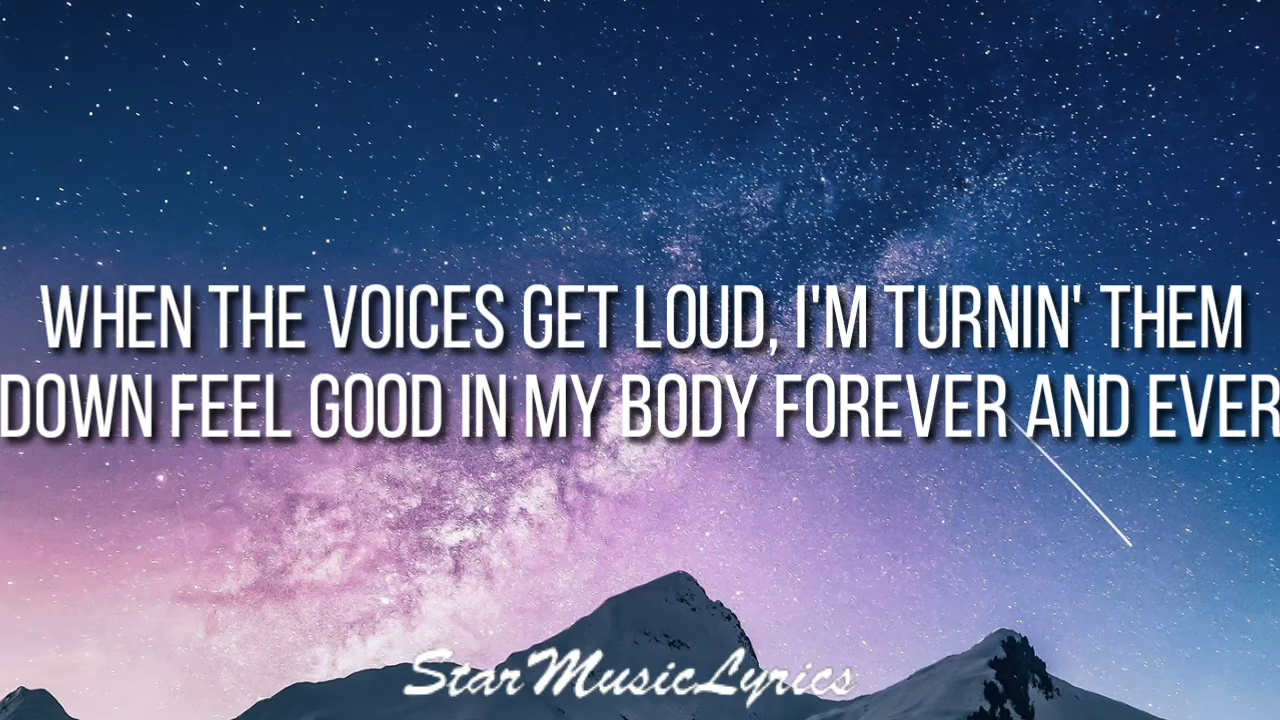 WHEN THE VOICES GET LOUD, I'M TURNIN' THEM
DOWN FEEL GOOD IN MY BODY FOREVER AND EVER
StarMusicLyrics